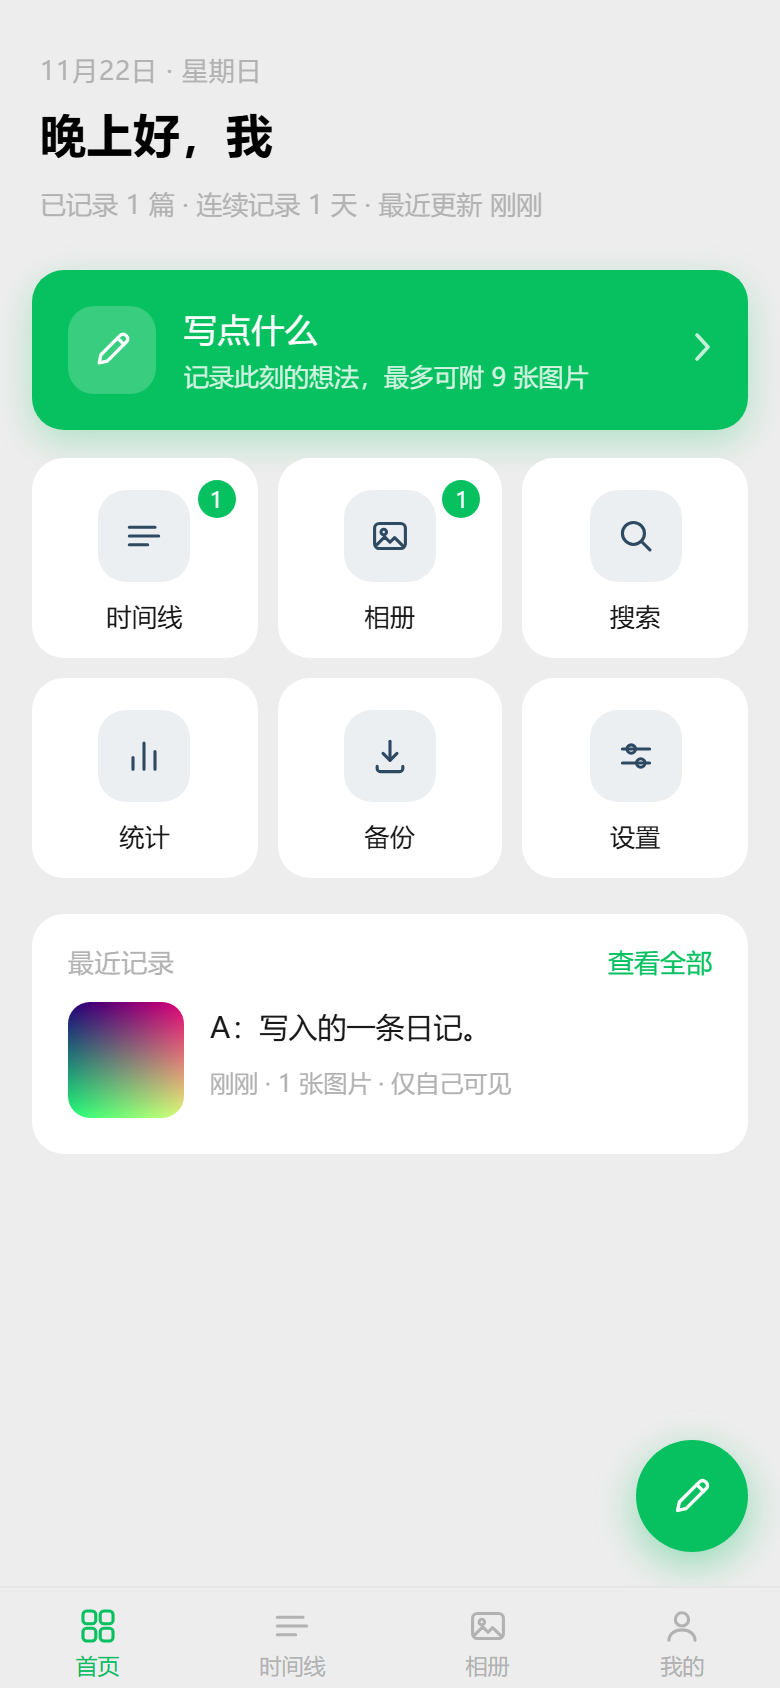 11月22日 · 星期日
晚上好，我
已记录 1 篇 · 连续记录 1 天 · 最近更新 刚刚
写点什么
记录此刻的想法，最多可附 9 张图片
1
1
时间线
相册
搜索
统计
备份
设置
最近记录
查看全部
A：写入的一条日记。
刚刚 · 1 张图片 · 仅自己可见
首页
时间线
相册
我的